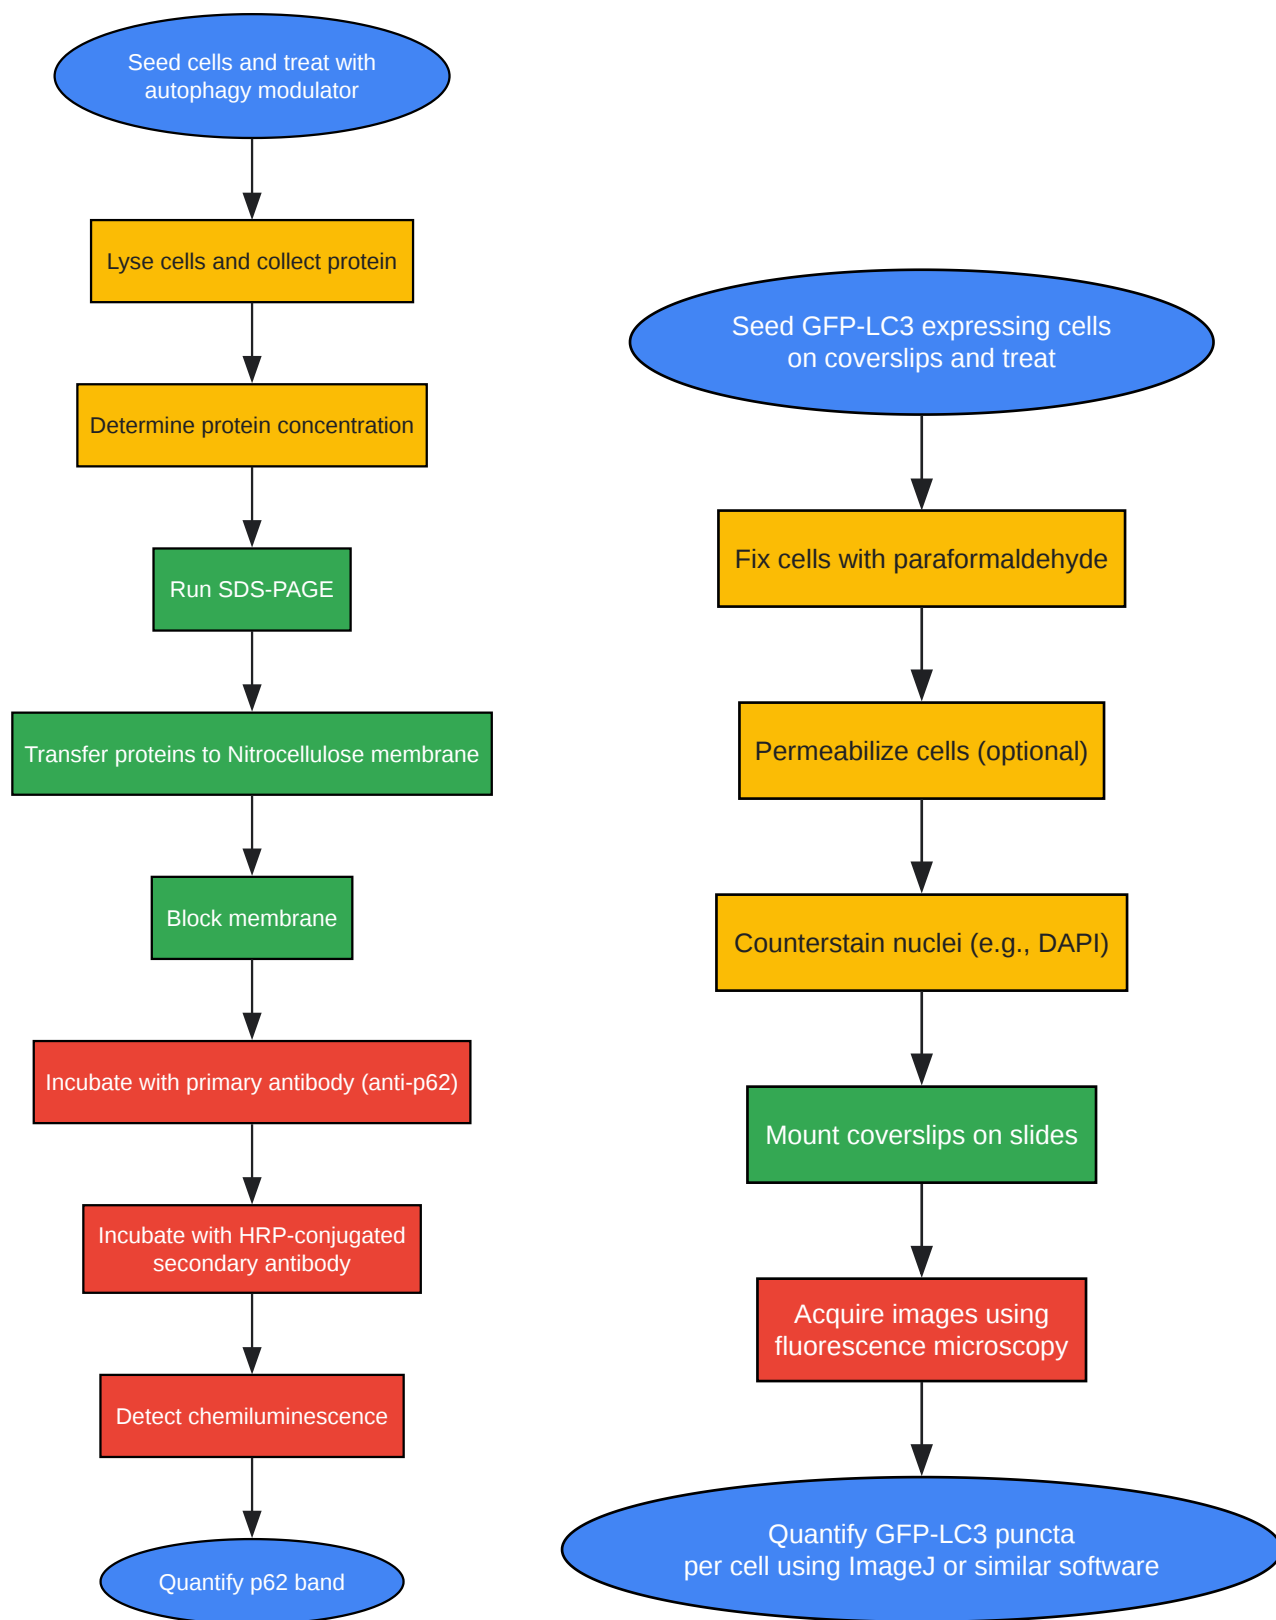 Seed cells and treat with
autophagy modulator
Lyse cells and collect protein
Determine protein concentration
Run SDS-PAGE
Transfer proteins to Nitrocellulose membrane
Block membrane
Incubate with primary antibody (anti-p62)
Incubate with HRP-conjugated
secondary antibody
Detect chemiluminescence
Quantify p62 band
Seed GFP-LC3 expressing cells
on coverslips and treat
Fix cells with paraformaldehyde
Permeabilize cells (optional)
Counterstain nuclei (e.g., DAPI)
Mount coverslips on slides
Acquire images using
fluorescence microscopy
Quantify GFP-LC3 puncta
per cell using ImageJ or similar software